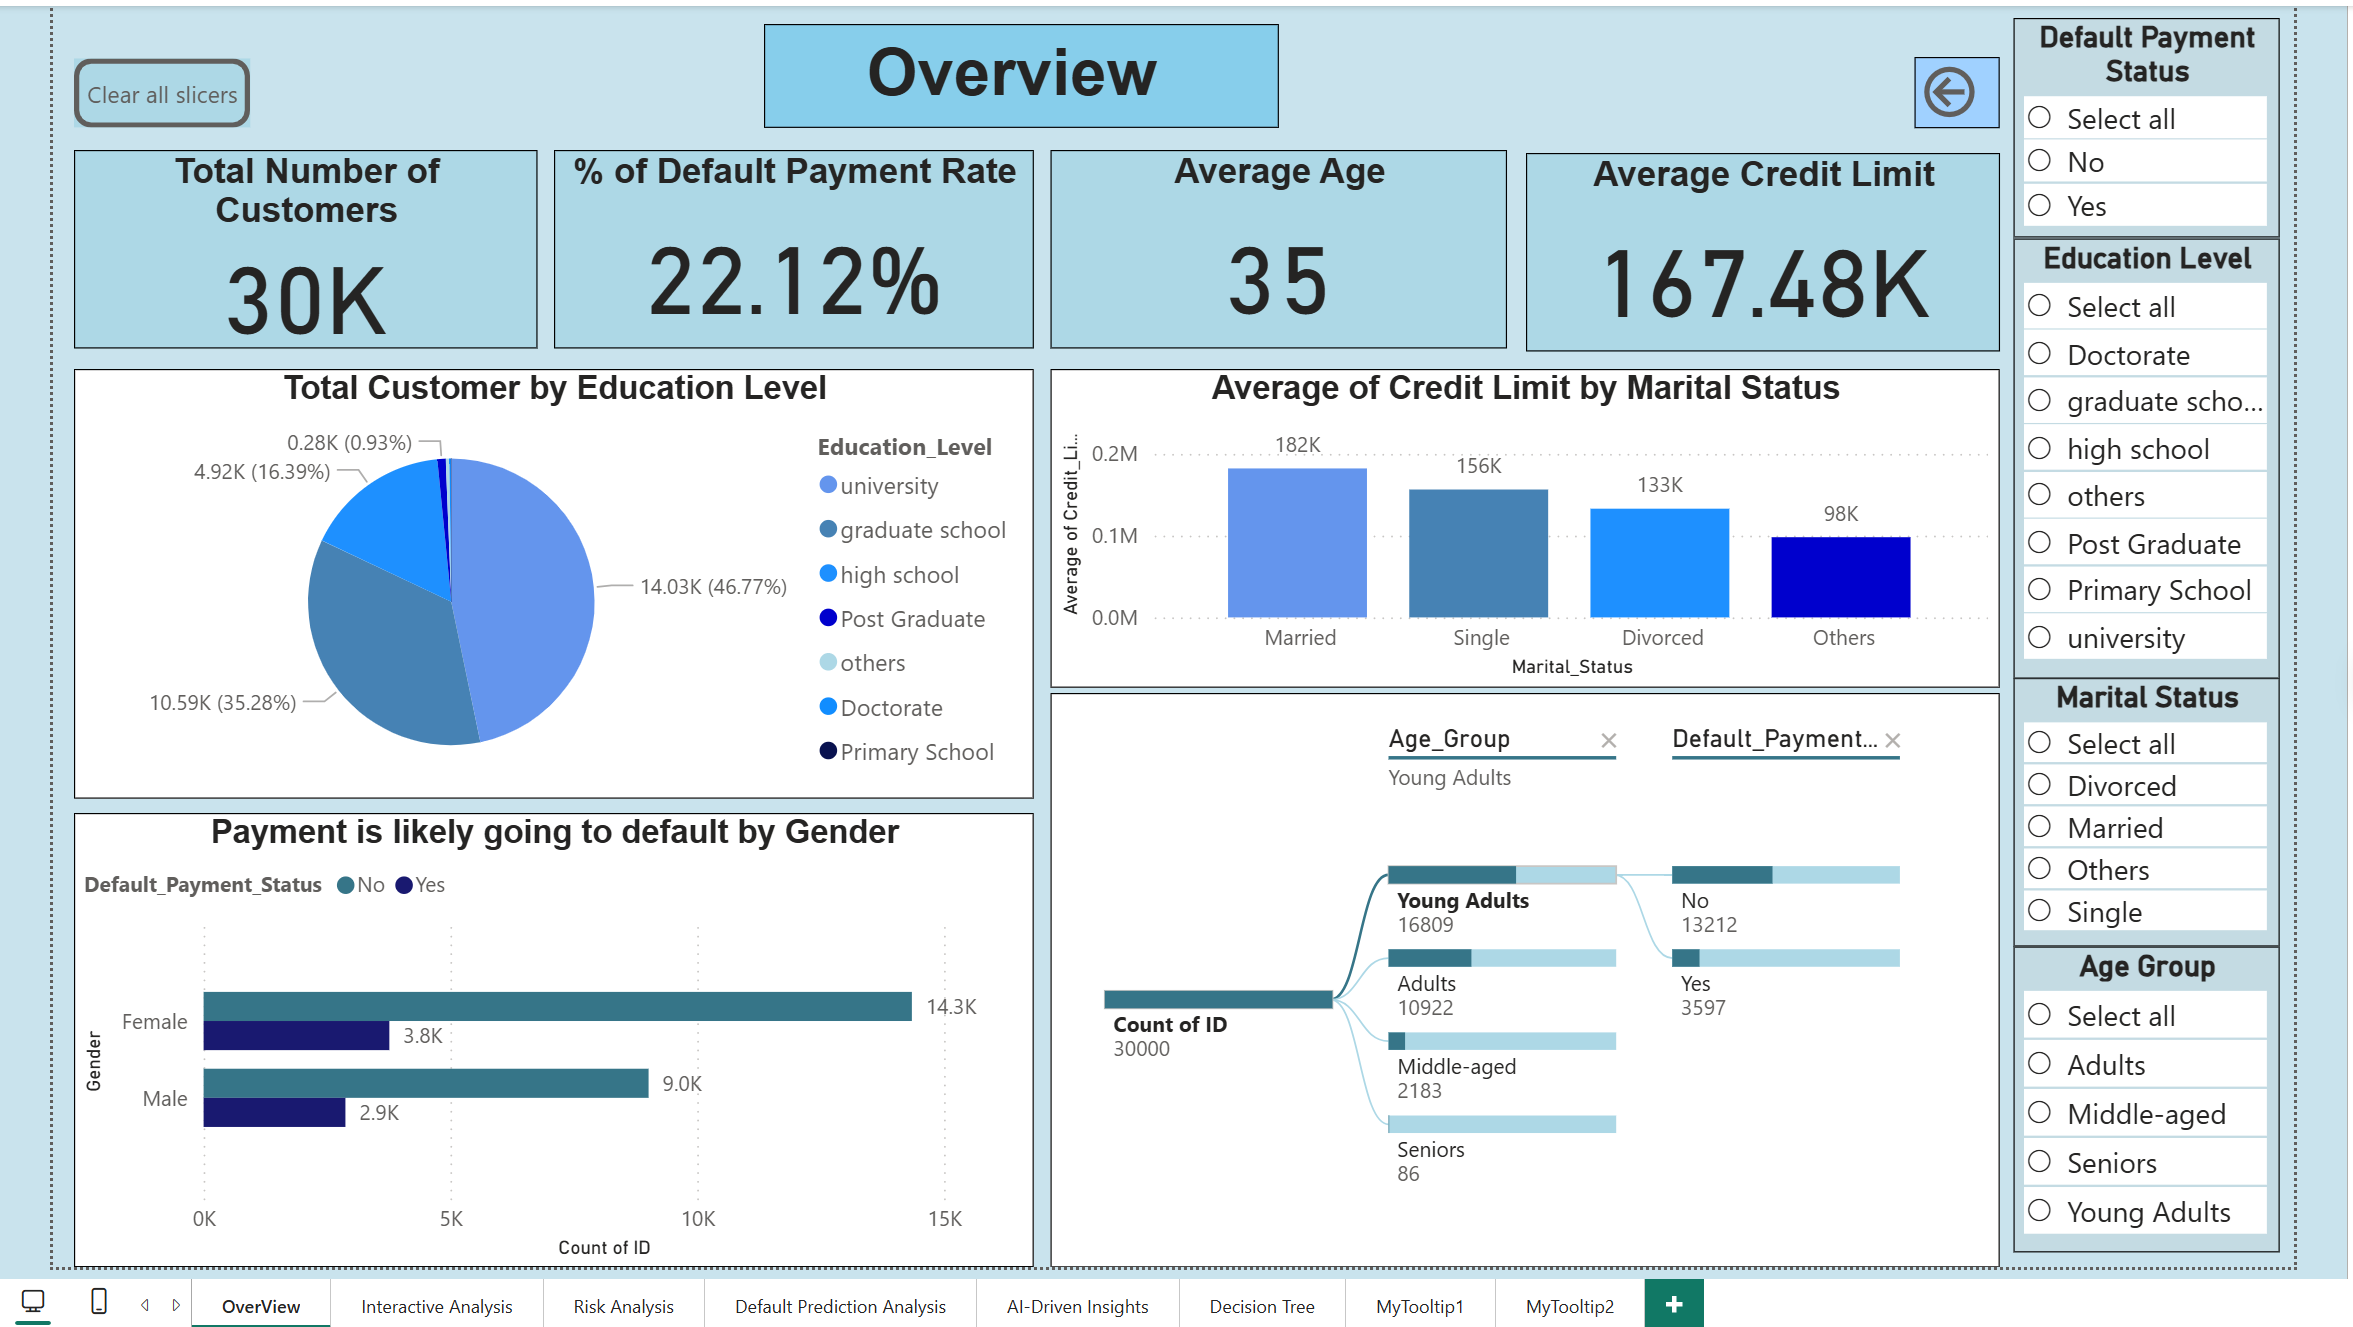 Overview
Clear all slicers
Total Number of
Customers
30K
% of Default Payment Rate
22.12%
Average Age
35
Average Credit Limit
167.48K
Total Customer by Education Level
0.28K (0.93%)
4.92K (16.39%)
14.03K (46.77%)
10.59K (35.28%)
Education_Level
university
graduate school
high school
Post Graduate
others
Doctorate
Primary School
Average of Credit Limit by Marital Status
Average of Credit_Li...
0.2M
0.1M
0.0M
182K
156K
133K
98K
Married
Single
Divorced
Others
Marital_Status
Payment is likely going to default by Gender
Default_Payment_Status No Yes
Gender
Female
14.3K
3.8K
Male
9.0K
2.9K
0K
5K
10K
15K
Count of ID
Age_Group
Young Adults
Default_Payment...
Count of ID
30000
Young Adults
16809
Adults
10922
Middle-aged
2183
Seniors
86
No
13212
Yes
3597
Default Payment
Status
Select all
No
Yes
Education Level
Select all
Doctorate
graduate scho...
high school
others
Post Graduate
Primary School
university
Marital Status
Select all
Divorced
Married
Others
Single
Age Group
Select all
Adults
Middle-aged
Seniors
Young Adults
OverView
Interactive Analysis
Risk Analysis
Default Prediction Analysis
AI-Driven Insights
Decision Tree
MyTooltip1
MyTooltip2